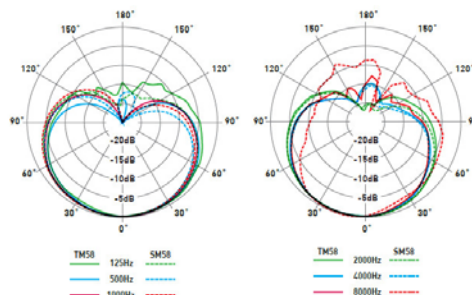 180° 180°
150° 150° 150° 150°
120° 120° 120° 120°
90° 90° 90° 90°
-20dB -20dB
-15dB -15dB
60° -10dB 60° 60° -10dB 60°
-5dB -5dB
30° 30° 30° 30°
0° 0°
TM58 SM58 TM58 SM58
125Hz 2000Hz
500Hz 4000Hz
1000Hz 8000Hz